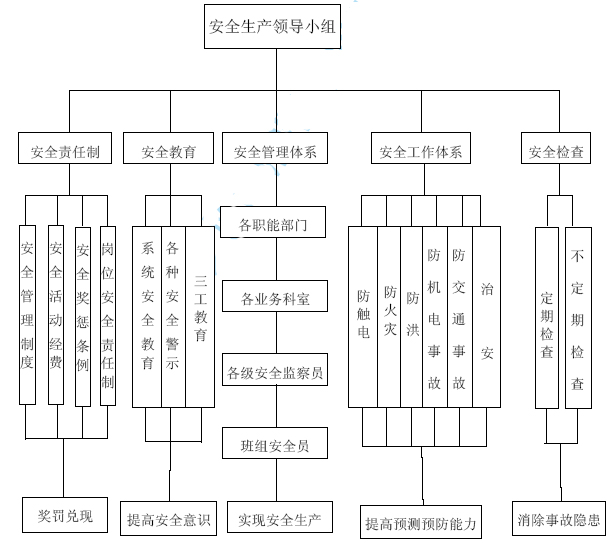 安全生产领导小组
安全责任制
安全教育
安全管理体系
安全工作体系
安全检查
安全管理制度
安全活动经费
安全奖惩条例
岗位安全责任制
系统安全教育
各种安全警示
三工教育
各职能部门
各业务科室
各级安全监察员
班组安全员
防触电
防火灾
防洪
防机电事故
防交通事故
治安
定期检查
不定期检查
奖罚兑现
提高安全意识
实现安全生产
提高预测预防能力
消除事故隐患